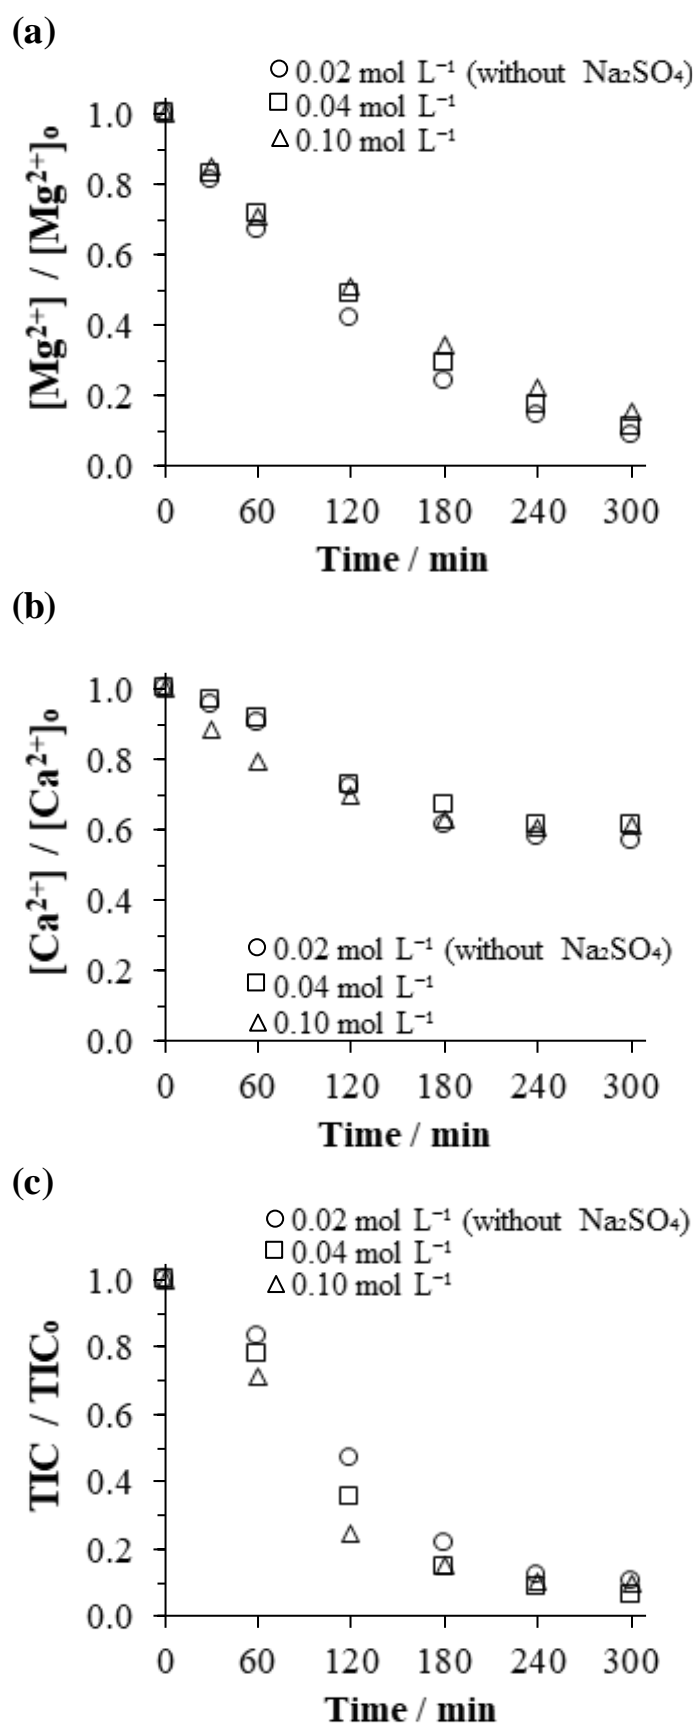 (a)
○ 0.02 mol L⁻¹ (without Na₂SO₄)
□ 0.04 mol L⁻¹
△ 0.10 mol L⁻¹
[Mg²⁺] / [Mg²⁺]₀
1.0
0.8
0.6
0.4
0.2
0.0
0 60 120 180 240 300
Time / min
(b)
[Ca²⁺] / [Ca²⁺]₀
1.0
0.8
0.6
0.4
0.2
0.0
○ 0.02 mol L⁻¹ (without Na₂SO₄)
□ 0.04 mol L⁻¹
△ 0.10 mol L⁻¹
0 60 120 180 240 300
Time / min
(c)
○ 0.02 mol L⁻¹ (without Na₂SO₄)
□ 0.04 mol L⁻¹
△ 0.10 mol L⁻¹
TIC / TIC₀
1.0
0.8
0.6
0.4
0.2
0.0
0 60 120 180 240 300
Time / min